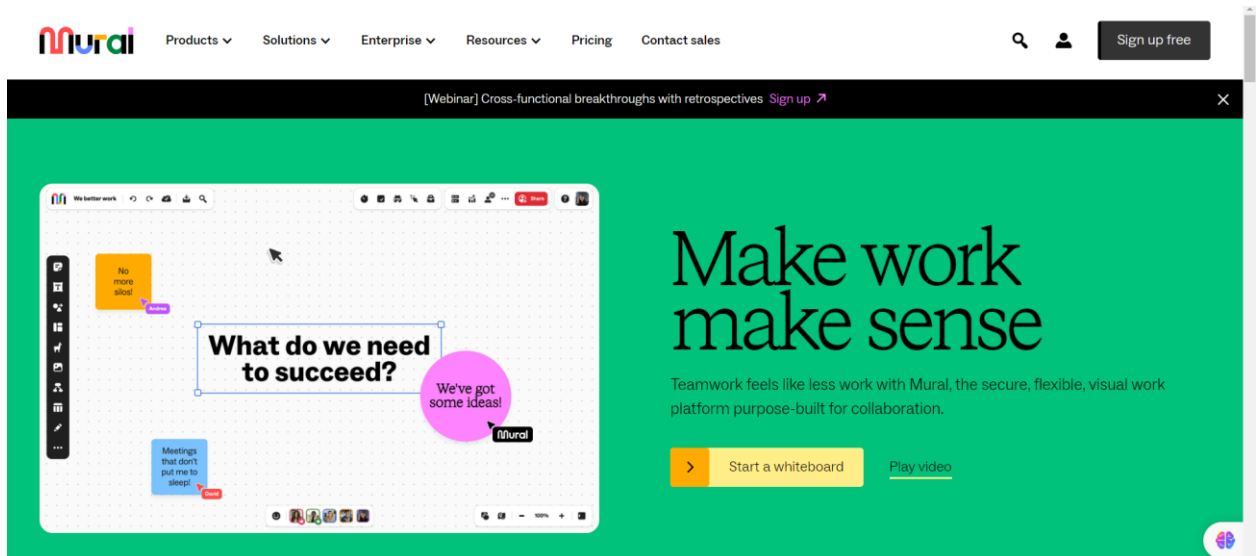 Mural
Products
Solutions
Enterprise
Resources
Pricing
Contact sales
Sign up free
[Webinar] Cross-functional breakthroughs with retrospectives Sign up
We better work
Share
No
more
silos!
Andrea
What do we need
to succeed?
We've got
some ideas!
Mural
Meetings
that don't
put me to
sleep!
David
100%
Make work
make sense
Teamwork feels like less work with Mural, the secure, flexible, visual work
platform purpose-built for collaboration.
Start a whiteboard
Play video